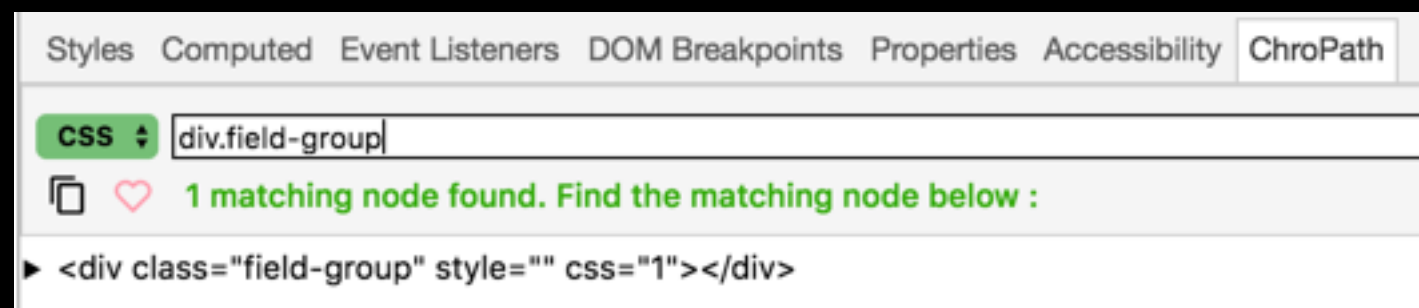 Styles Computed Event Listeners DOM Breakpoints Properties Accessibility ChroPath
CSS div.field-group
1 matching node found. Find the matching node below :
<div class="field-group" style="" css="1"></div>